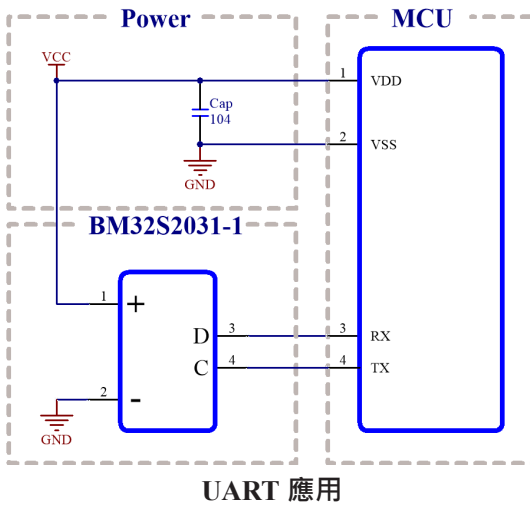 Power
MCU
VCC
1 VDD
Cap
104
2 VSS
GND
BM32S2031-1
1 +
D 3 3 RX
C 4 4 TX
2 -
GND
UART 應用